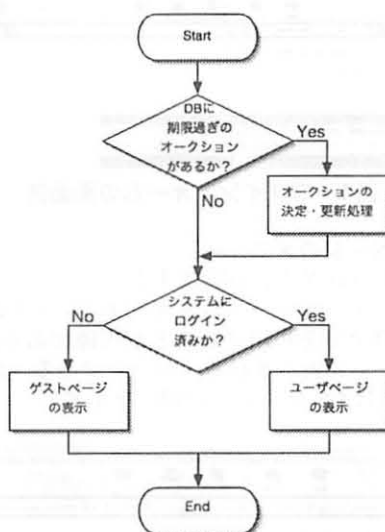 Start
DBに
期限過ぎの
オークション
があるか？
Yes
オークションの
決定・更新処理
No
システムに
ログイン
済みか？
No
Yes
ゲストページ
の表示
ユーザページ
の表示
End